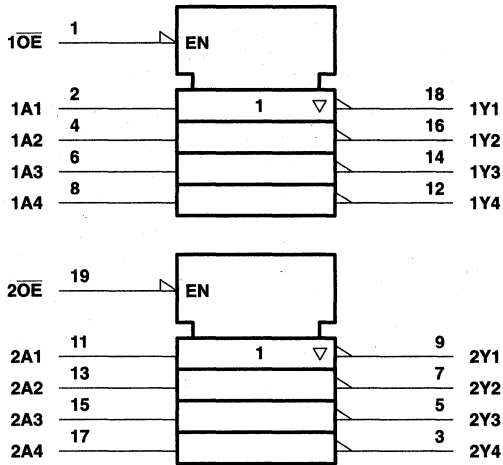 1O̅E̅ 1 EN
1A1 2 1 ▽ 18 1Y1
1A2 4 16 1Y2
1A3 6 14 1Y3
1A4 8 12 1Y4
2O̅E̅ 19 EN
2A1 11 1 ▽ 9 2Y1
2A2 13 7 2Y2
2A3 15 5 2Y3
2A4 17 3 2Y4